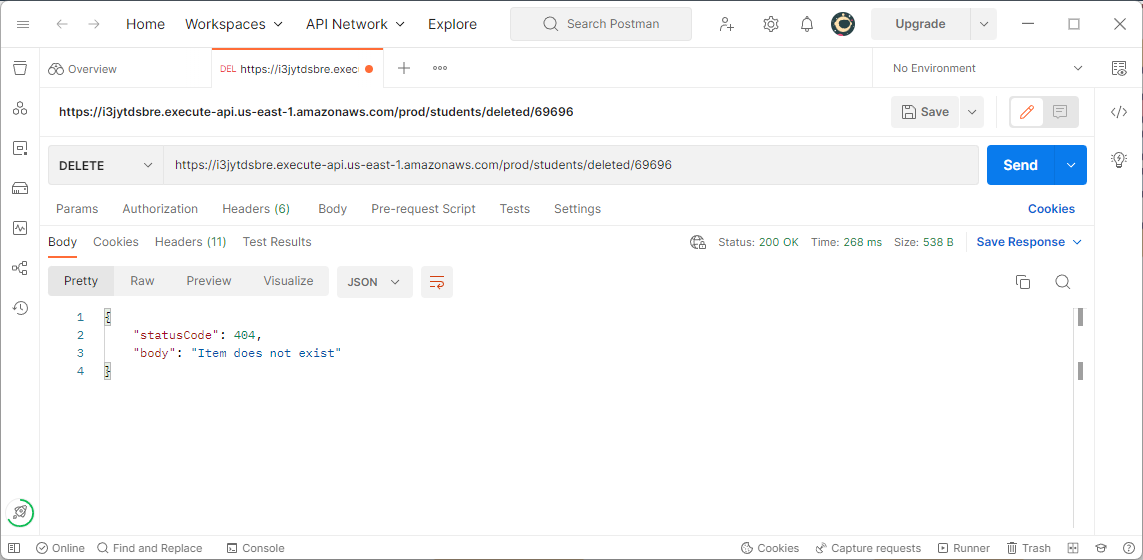 Home Workspaces API Network Explore Search Postman Upgrade
Overview DEL https://i3jytdsbre.exec No Environment
https://i3jytdsbre.execute-api.us-east-1.amazonaws.com/prod/students/deleted/69696 Save
DELETE https://i3jytdsbre.execute-api.us-east-1.amazonaws.com/prod/students/deleted/69696 Send
Params Authorization Headers (6) Body Pre-request Script Tests Settings Cookies
Body Cookies Headers (11) Test Results Status: 200 OK Time: 268 ms Size: 538 B Save Response
Pretty Raw Preview Visualize JSON
1 {
2 "statusCode": 404,
3 "body": "Item does not exist"
4 }
Online Find and Replace Console Cookies Capture requests Runner Trash